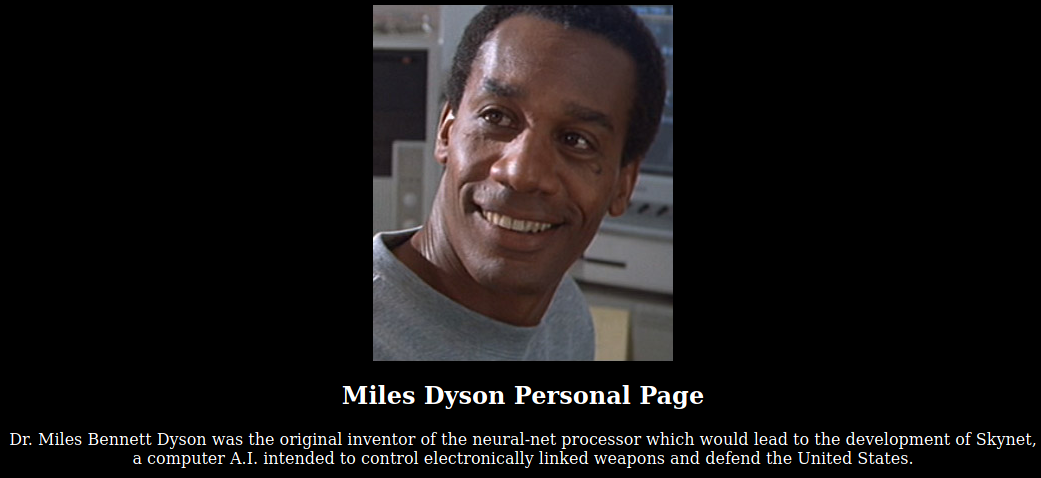 Miles Dyson Personal Page
Dr. Miles Bennett Dyson was the original inventor of the neural-net processor which would lead to the development of Skynet,
a computer A.I. intended to control electronically linked weapons and defend the United States.